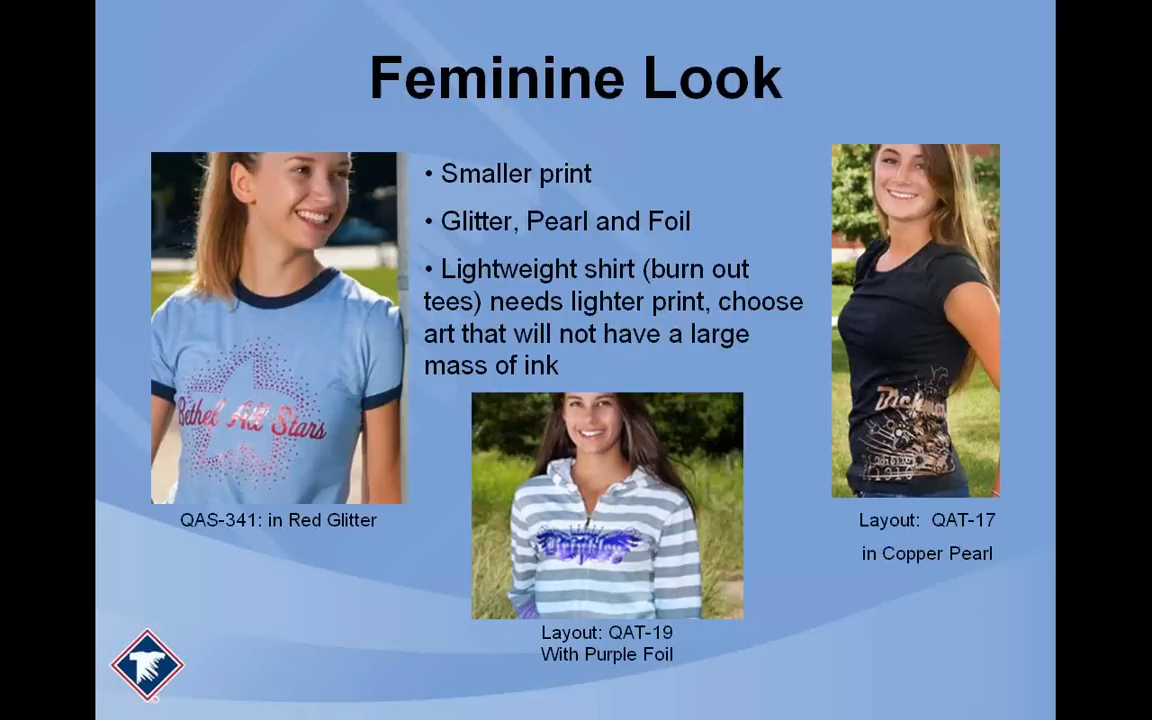 Feminine Look
• Smaller print
• Glitter, Pearl and Foil
• Lightweight shirt (burn out
tees) needs lighter print, choose
art that will not have a large
mass of ink
Bethel All Stars
QAS-341: in Red Glitter
Layout: QAT-19
With Purple Foil
Layout: QAT-17
in Copper Pearl